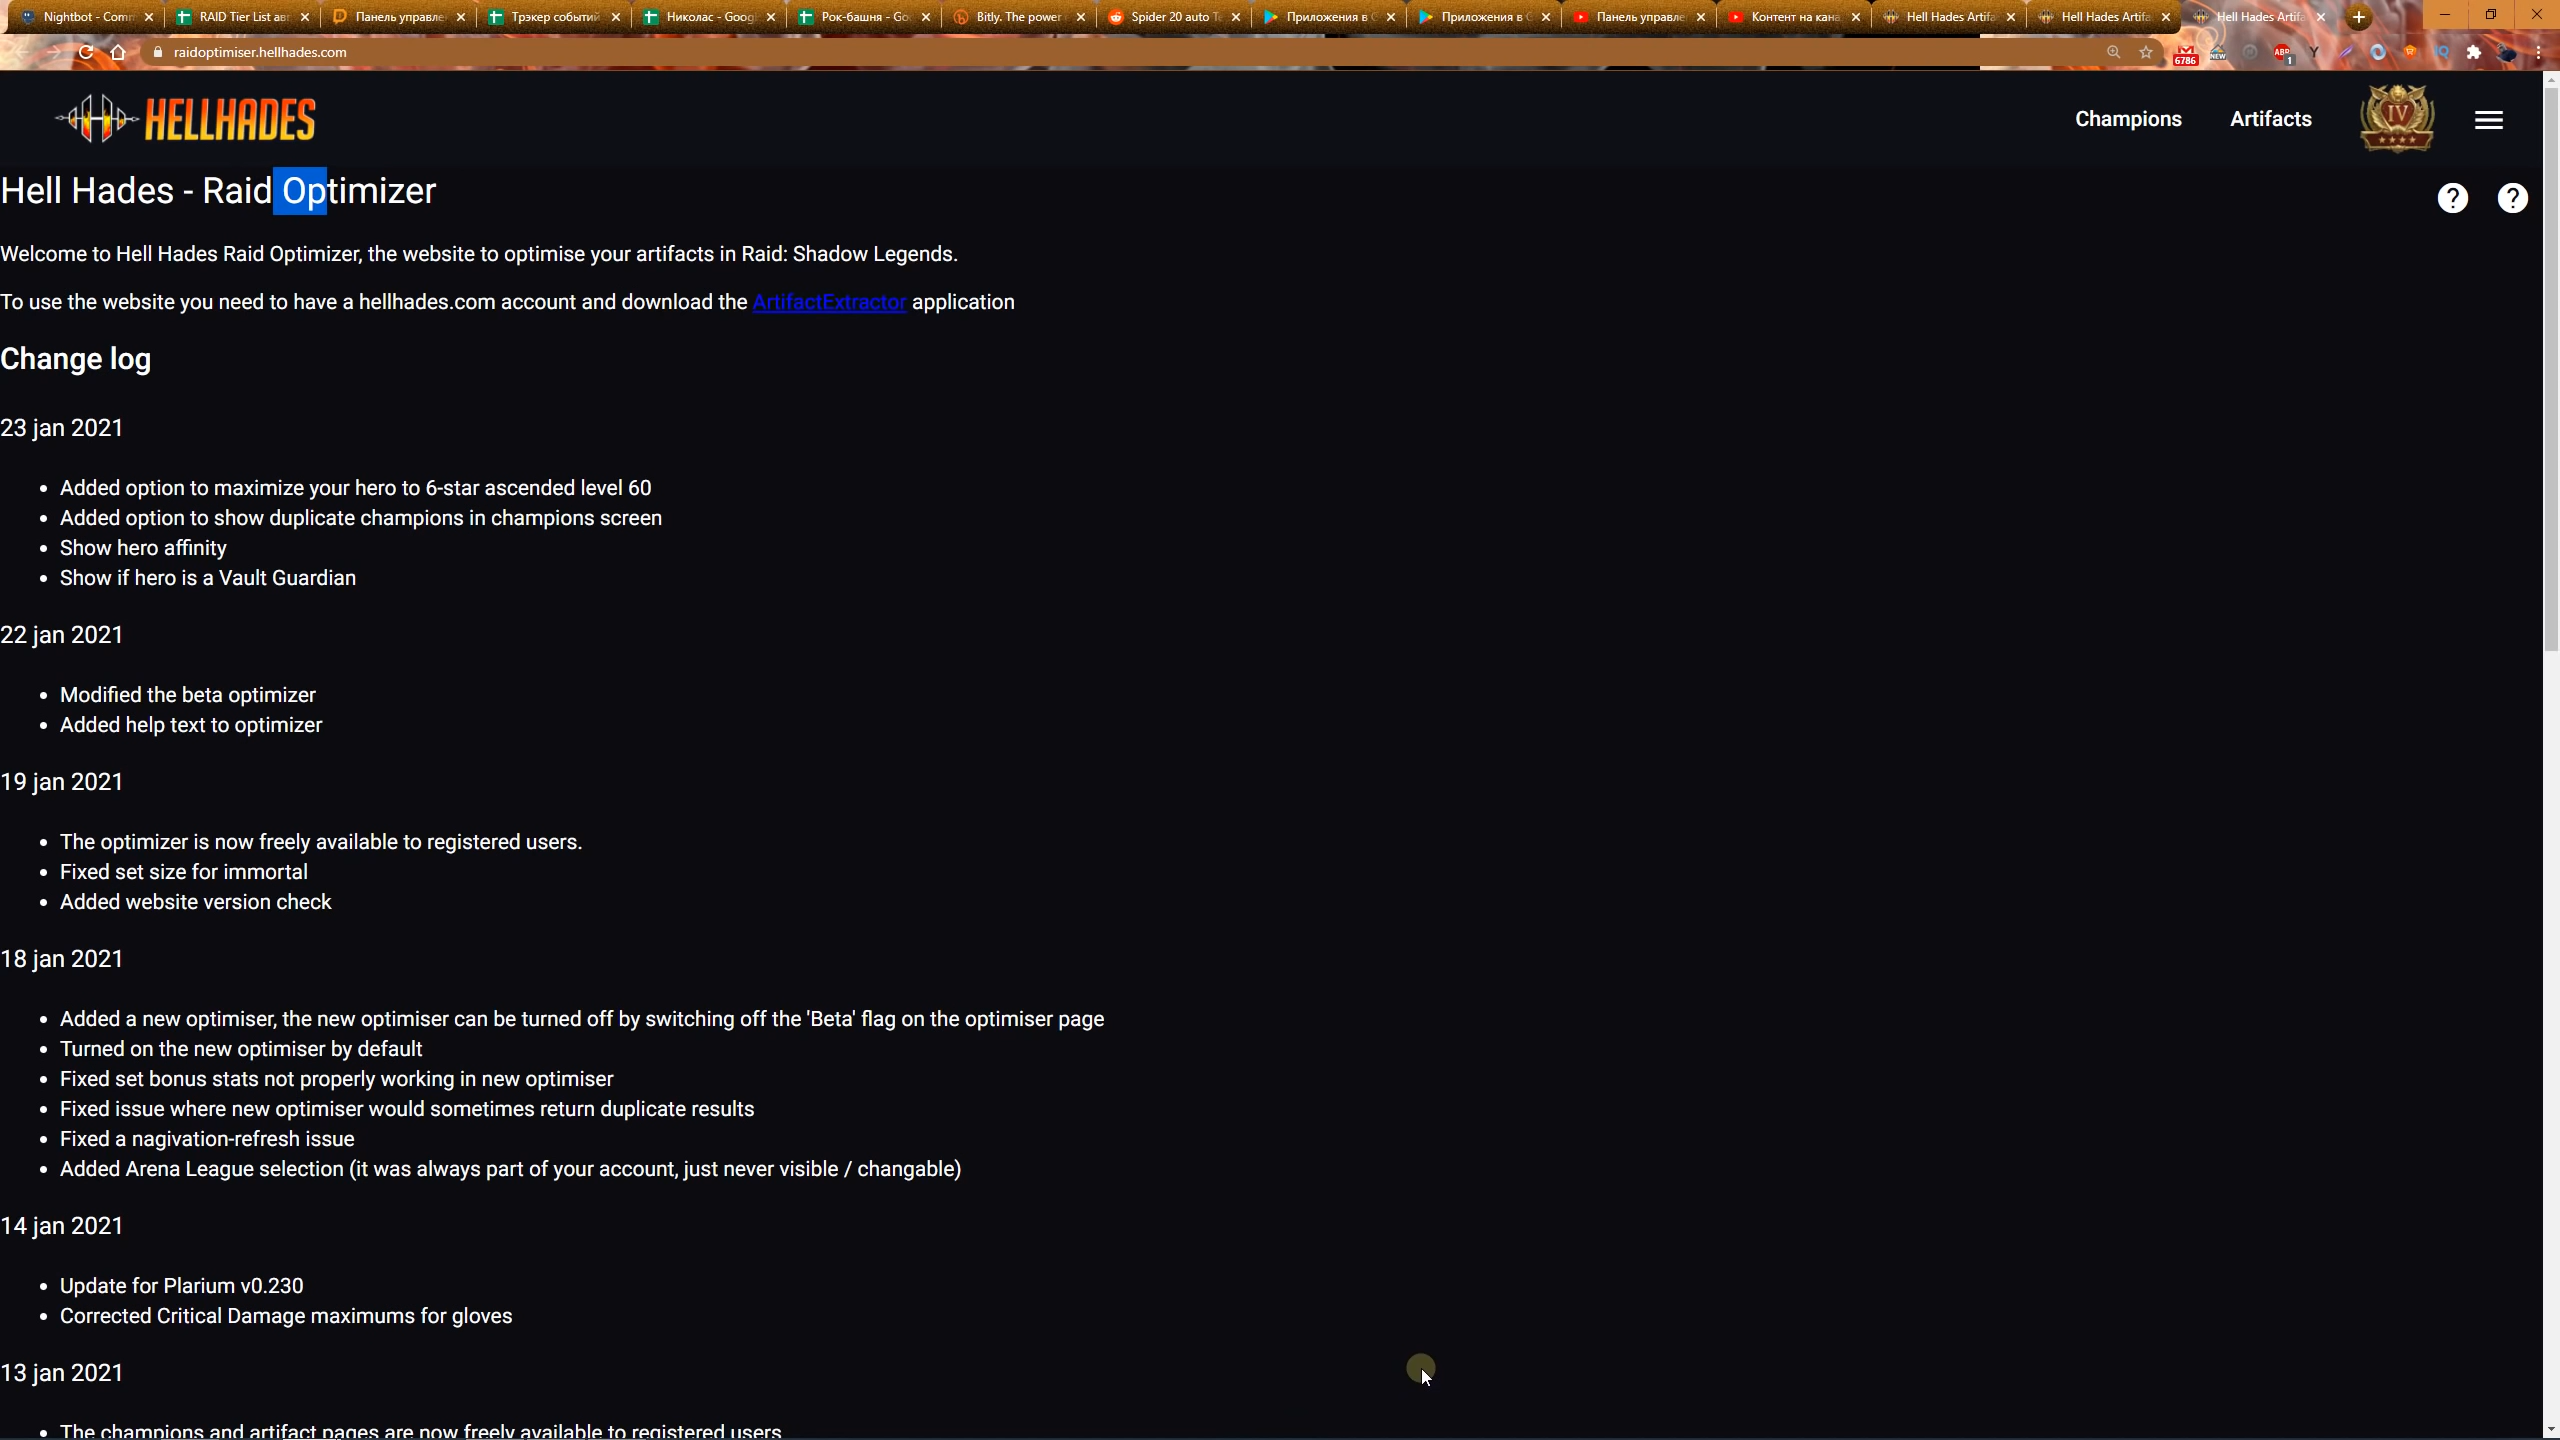 Nightbot - Comm
RAID Tier List авт
Панель управле
Трэкер событий
Николас - Googl
Рок-башня - Go
Bitly. The power
Spider 20 auto Te
Приложения в G
Приложения в G
Панель управле
Контент на кана
Hell Hades Artifa
Hell Hades Artifa
Hell Hades Artifa
raidoptimiser.hellhades.com
6786
NEW
ABP
1
HELLHADES
Champions
Artifacts
IV
Hell Hades - Raid Optimizer
Welcome to Hell Hades Raid Optimizer, the website to optimise your artifacts in Raid: Shadow Legends.
To use the website you need to have a hellhades.com account and download the ArtifactExtractor application
Change log
23 jan 2021
Added option to maximize your hero to 6-star ascended level 60
Added option to show duplicate champions in champions screen
Show hero affinity
Show if hero is a Vault Guardian
22 jan 2021
Modified the beta optimizer
Added help text to optimizer
19 jan 2021
The optimizer is now freely available to registered users.
Fixed set size for immortal
Added website version check
18 jan 2021
Added a new optimiser, the new optimiser can be turned off by switching off the 'Beta' flag on the optimiser page
Turned on the new optimiser by default
Fixed set bonus stats not properly working in new optimiser
Fixed issue where new optimiser would sometimes return duplicate results
Fixed a nagivation-refresh issue
Added Arena League selection (it was always part of your account, just never visible / changable)
14 jan 2021
Update for Plarium v0.230
Corrected Critical Damage maximums for gloves
13 jan 2021
The champions and artifact pages are now freely available to registered users